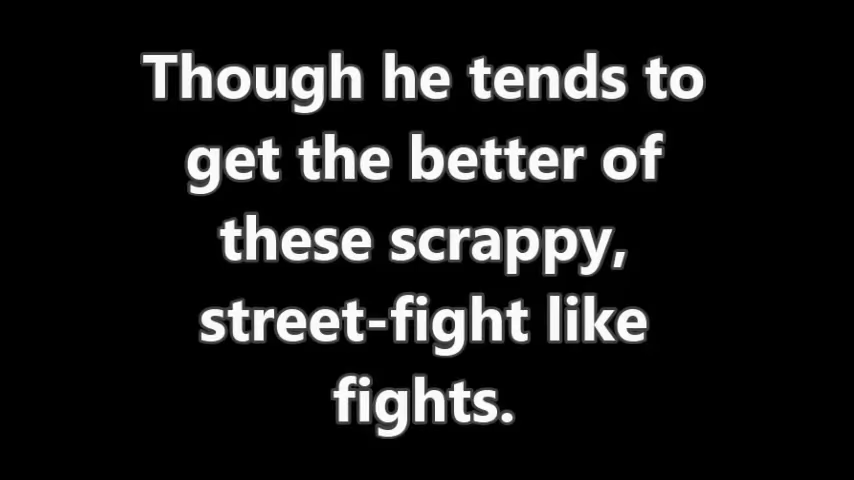 Though he tends to
get the better of
these scrappy,
street-fight like
fights.